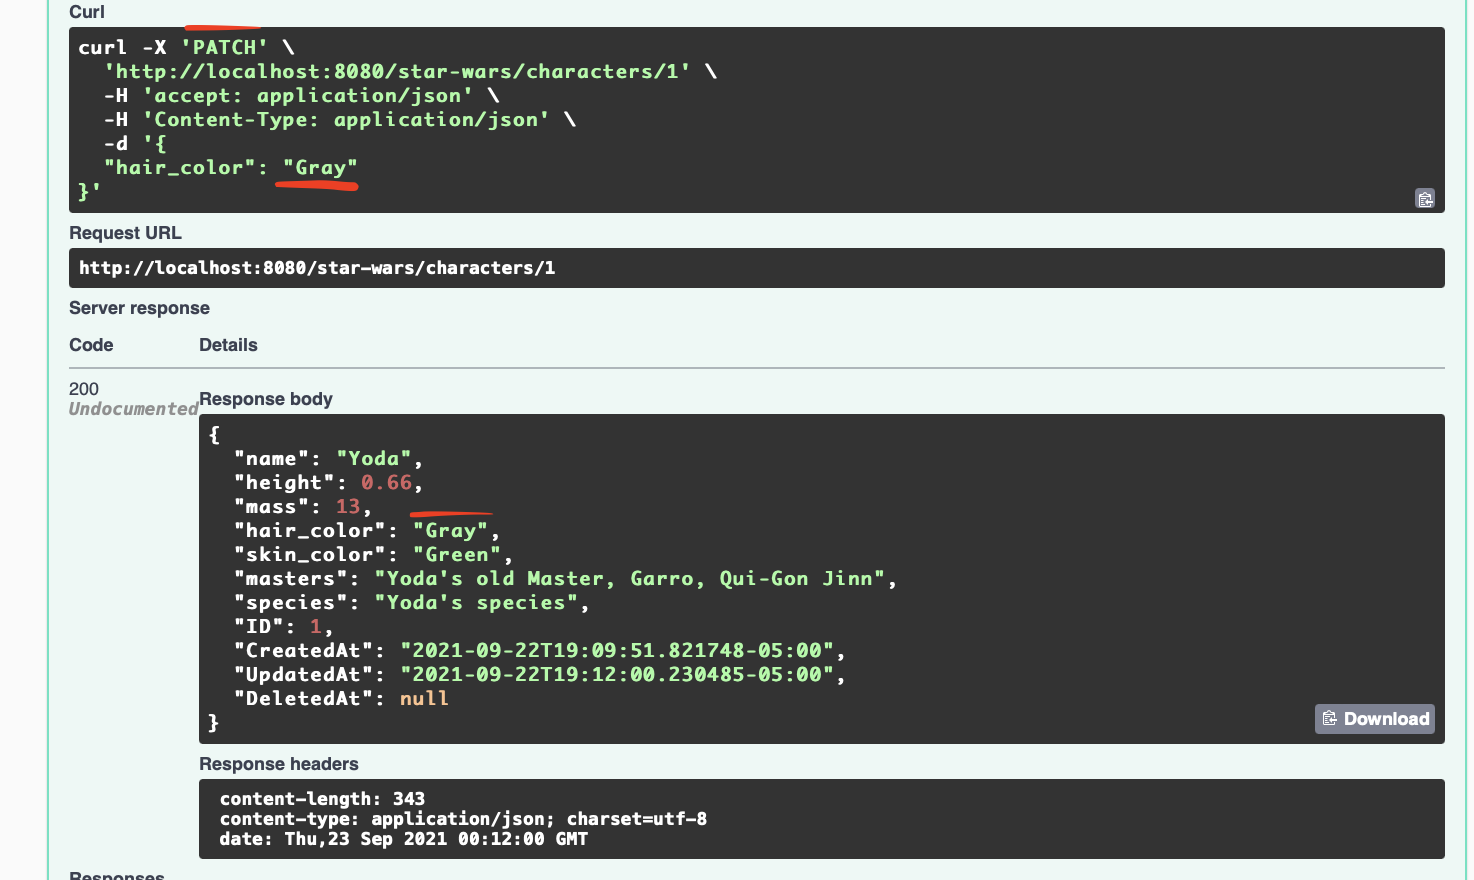 Curl
curl -X 'PATCH' \
'http://localhost:8080/star-wars/characters/1' \
-H 'accept: application/json' \
-H 'Content-Type: application/json' \
-d '{
"hair_color": "Gray"
}'
Request URL
http://localhost:8080/star-wars/characters/1
Server response
Code Details
200
Undocumented
Response body
{
"name": "Yoda",
"height": 0.66,
"mass": 13,
"hair_color": "Gray",
"skin_color": "Green",
"masters": "Yoda's old Master, Garro, Qui-Gon Jinn",
"species": "Yoda's species",
"ID": 1,
"CreatedAt": "2021-09-22T19:09:51.821748-05:00",
"UpdatedAt": "2021-09-22T19:12:00.230485-05:00",
"DeletedAt": null
}
Download
Response headers
content-length: 343
content-type: application/json; charset=utf-8
date: Thu,23 Sep 2021 00:12:00 GMT
Responses